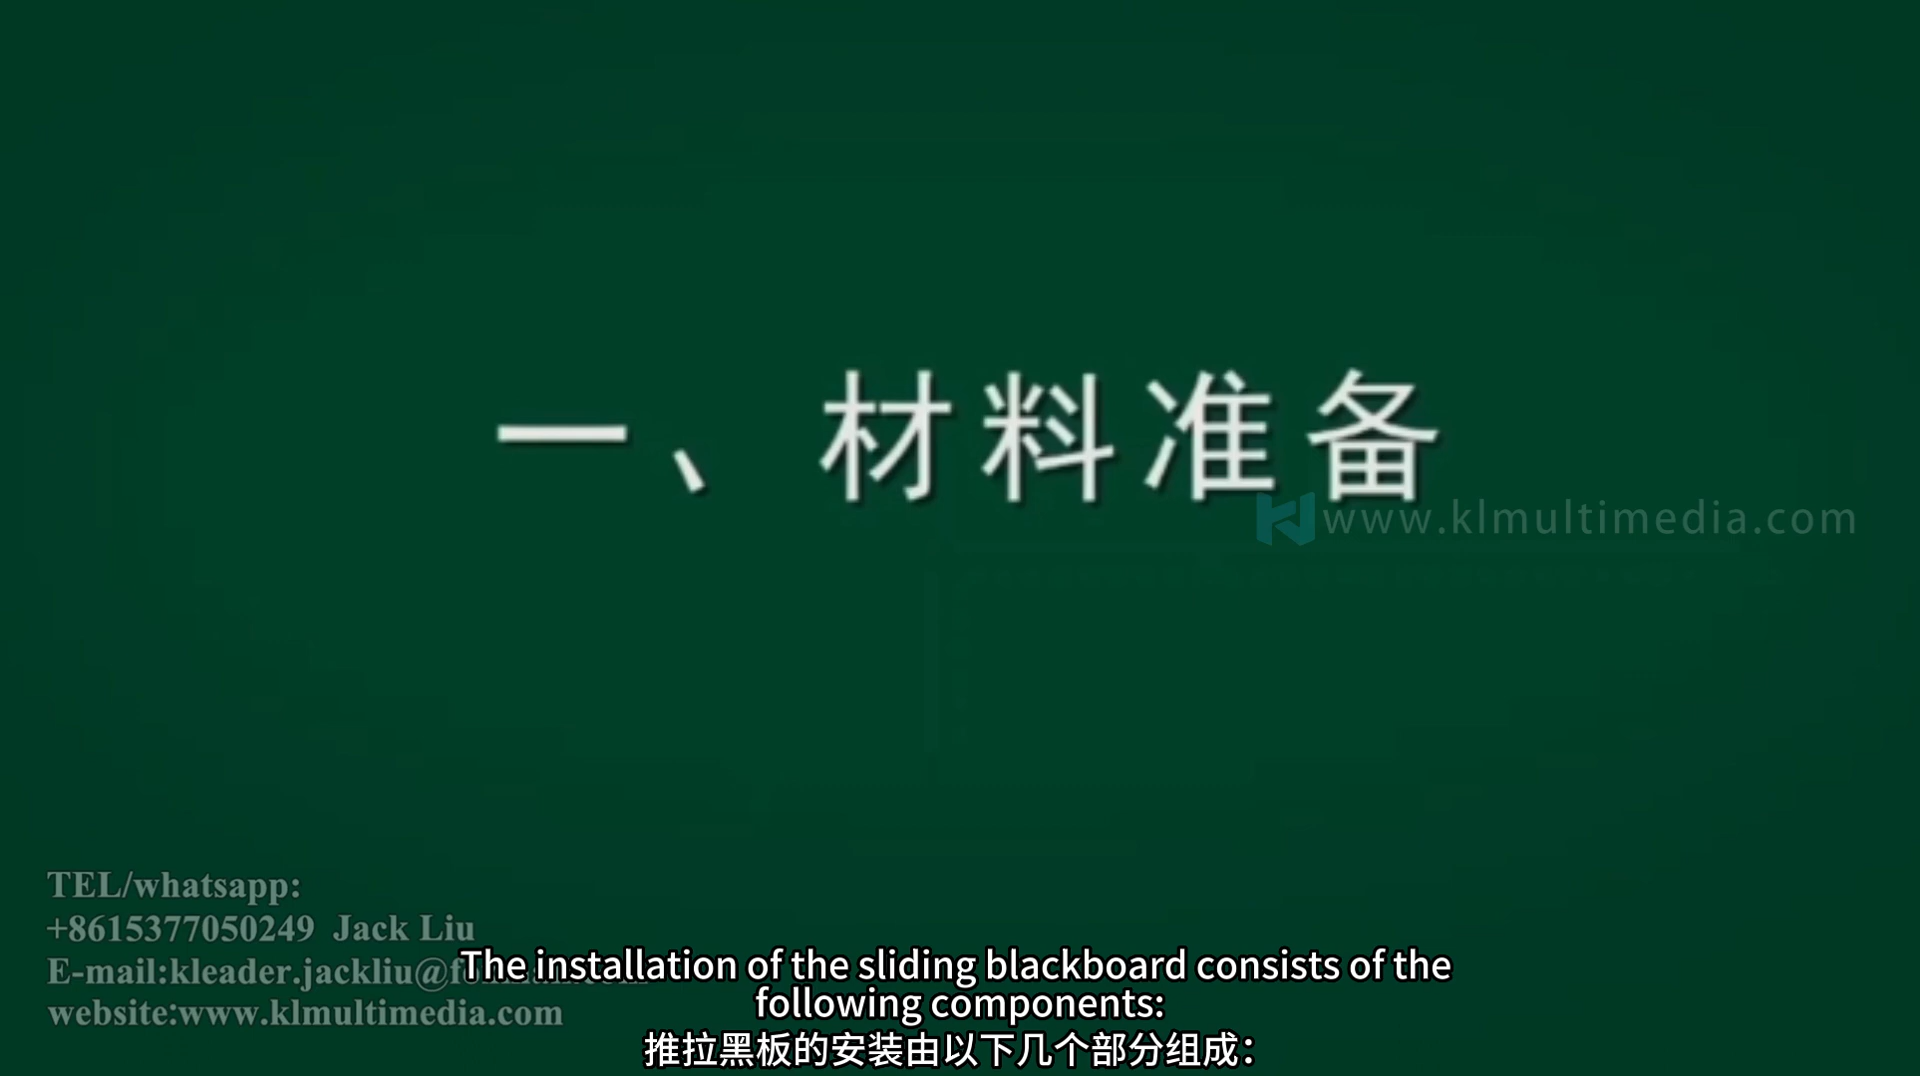 一、材料准备
www.klmultimedia.com
TEL/whatsapp:
+8615377050249 Jack Liu
E-mail:kleader.jackliu@
website:www.klmultimedia.com
The installation of the sliding blackboard consists of the
following components:
推拉黑板的安装由以下几个部分组成：